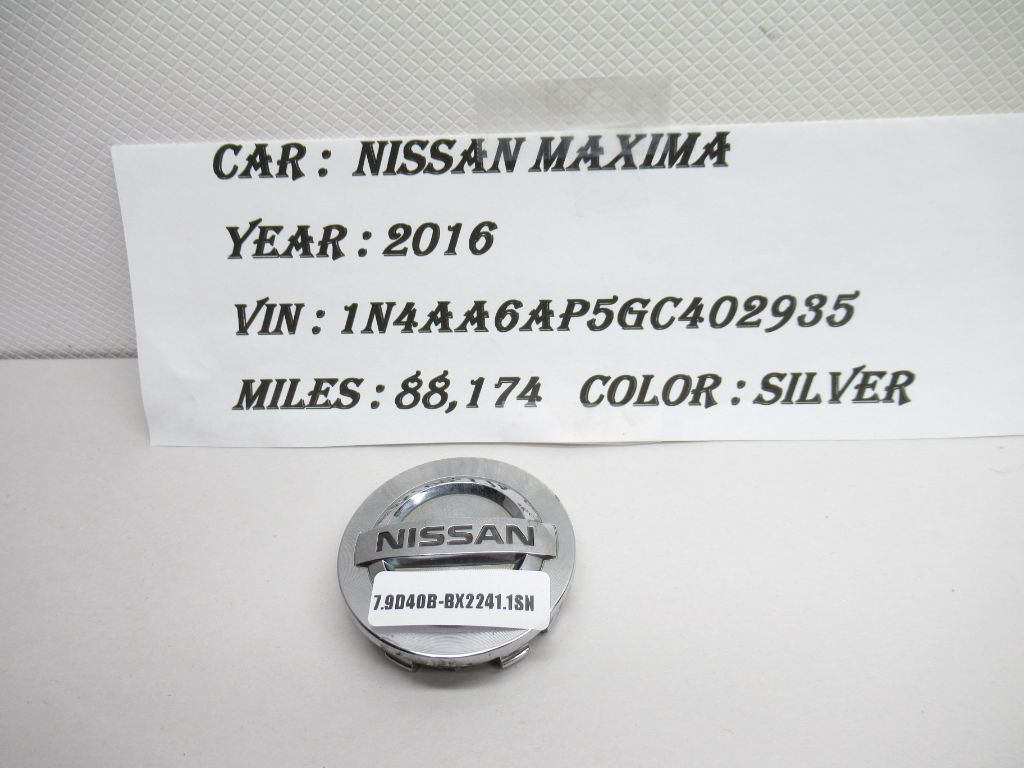 CAR : NISSAN MAXIMA
YEAR : 2016
VIN : 1N4AA6AP5GC402935
MILES : 88,174 COLOR : SILVER
NISSAN
7.9D40B-BX2241.1SN